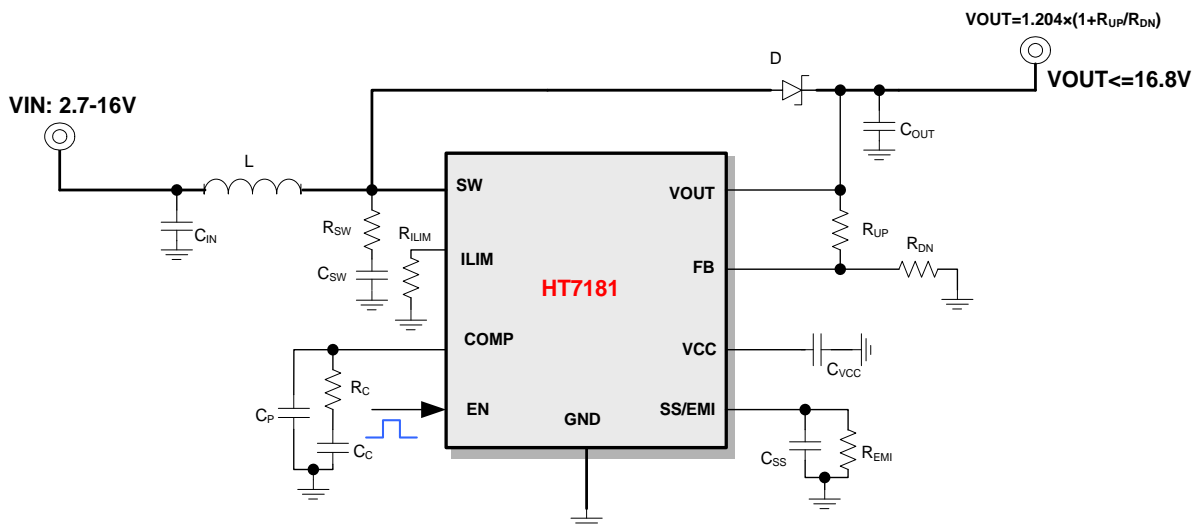 VOUT=1.204×(1+RUP/RDN)
D
VOUT<=16.8V
VIN: 2.7-16V
COUT
L
SW
VOUT
CIN
RSW
RILIM
RUP
RDN
CSW
ILIM
FB
HT7181
COMP
VCC
CVCC
RC
CP
EN
SS/EMI
GND
CC
CSS
REMI